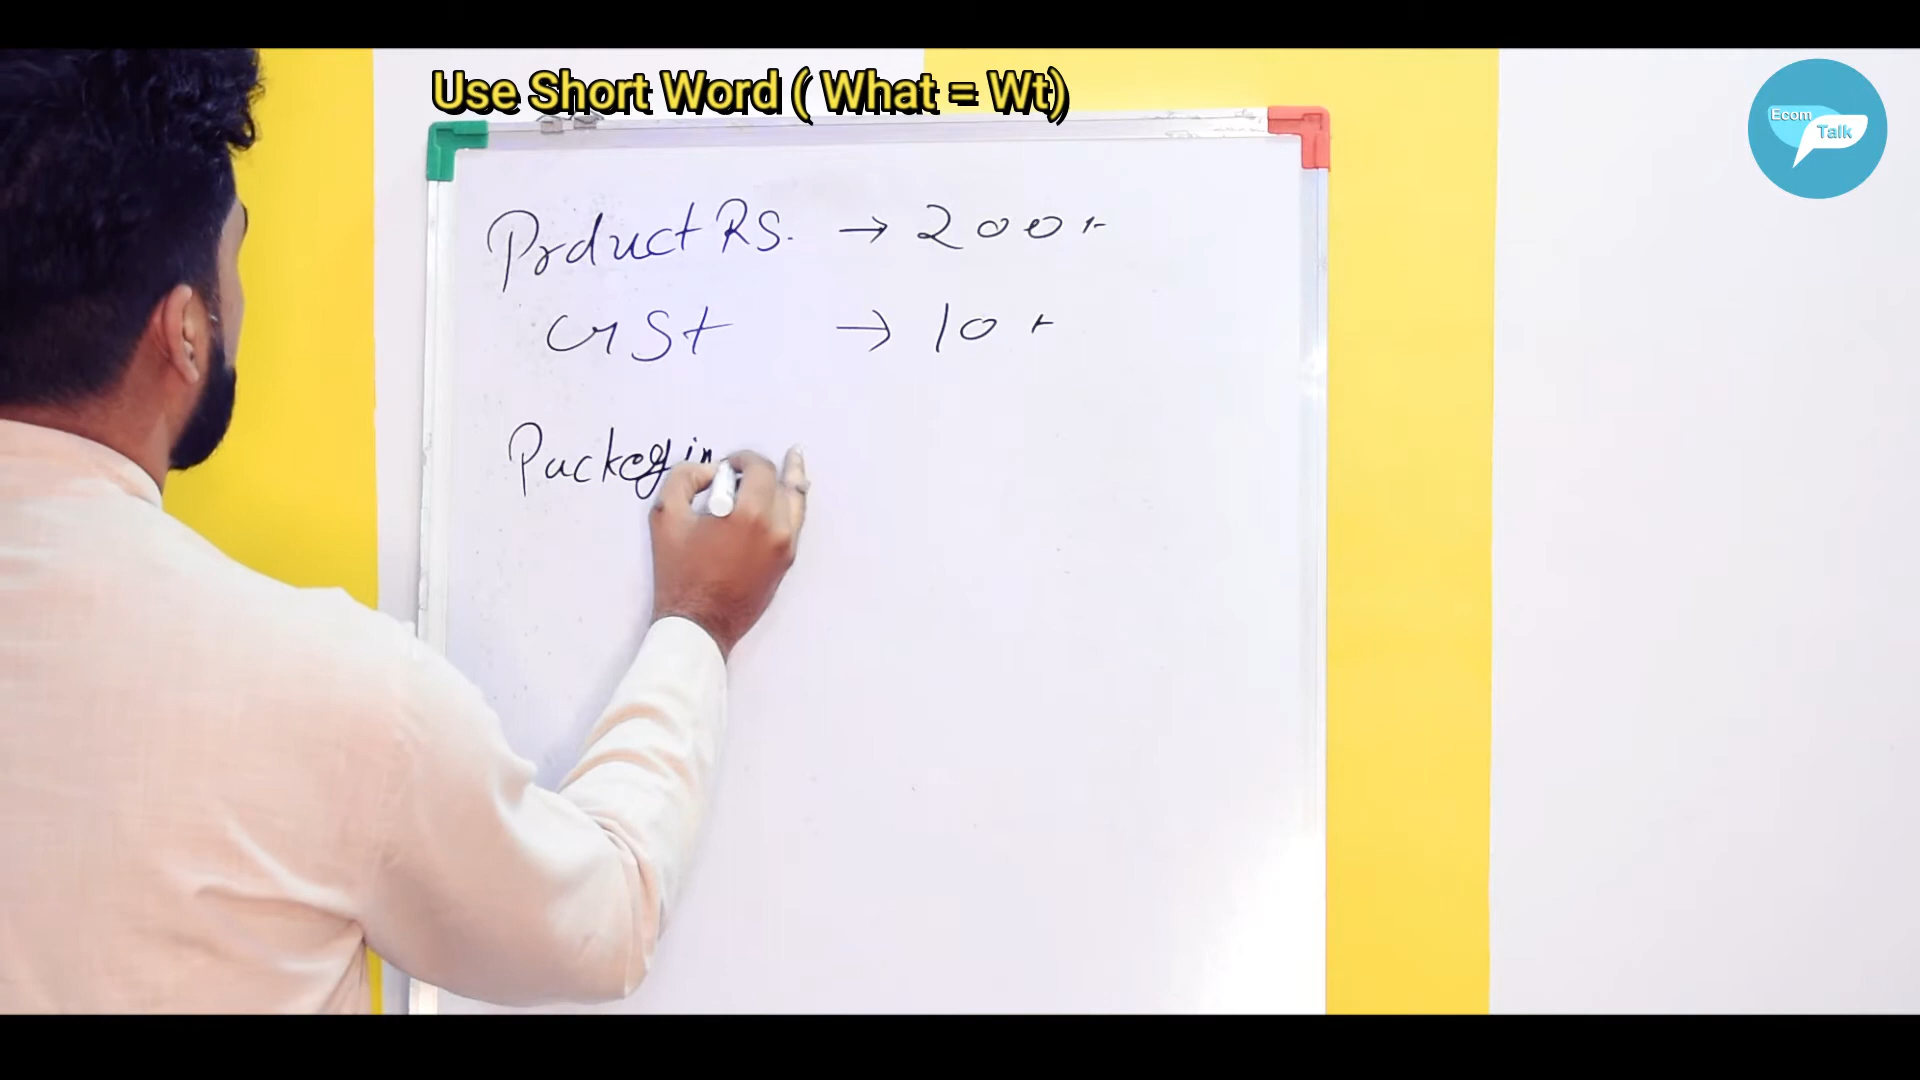 Use Short Word ( What = Wt)
Ecom
Talk
Prduct RS. → 200 +
GSt → 10 +
Packegin